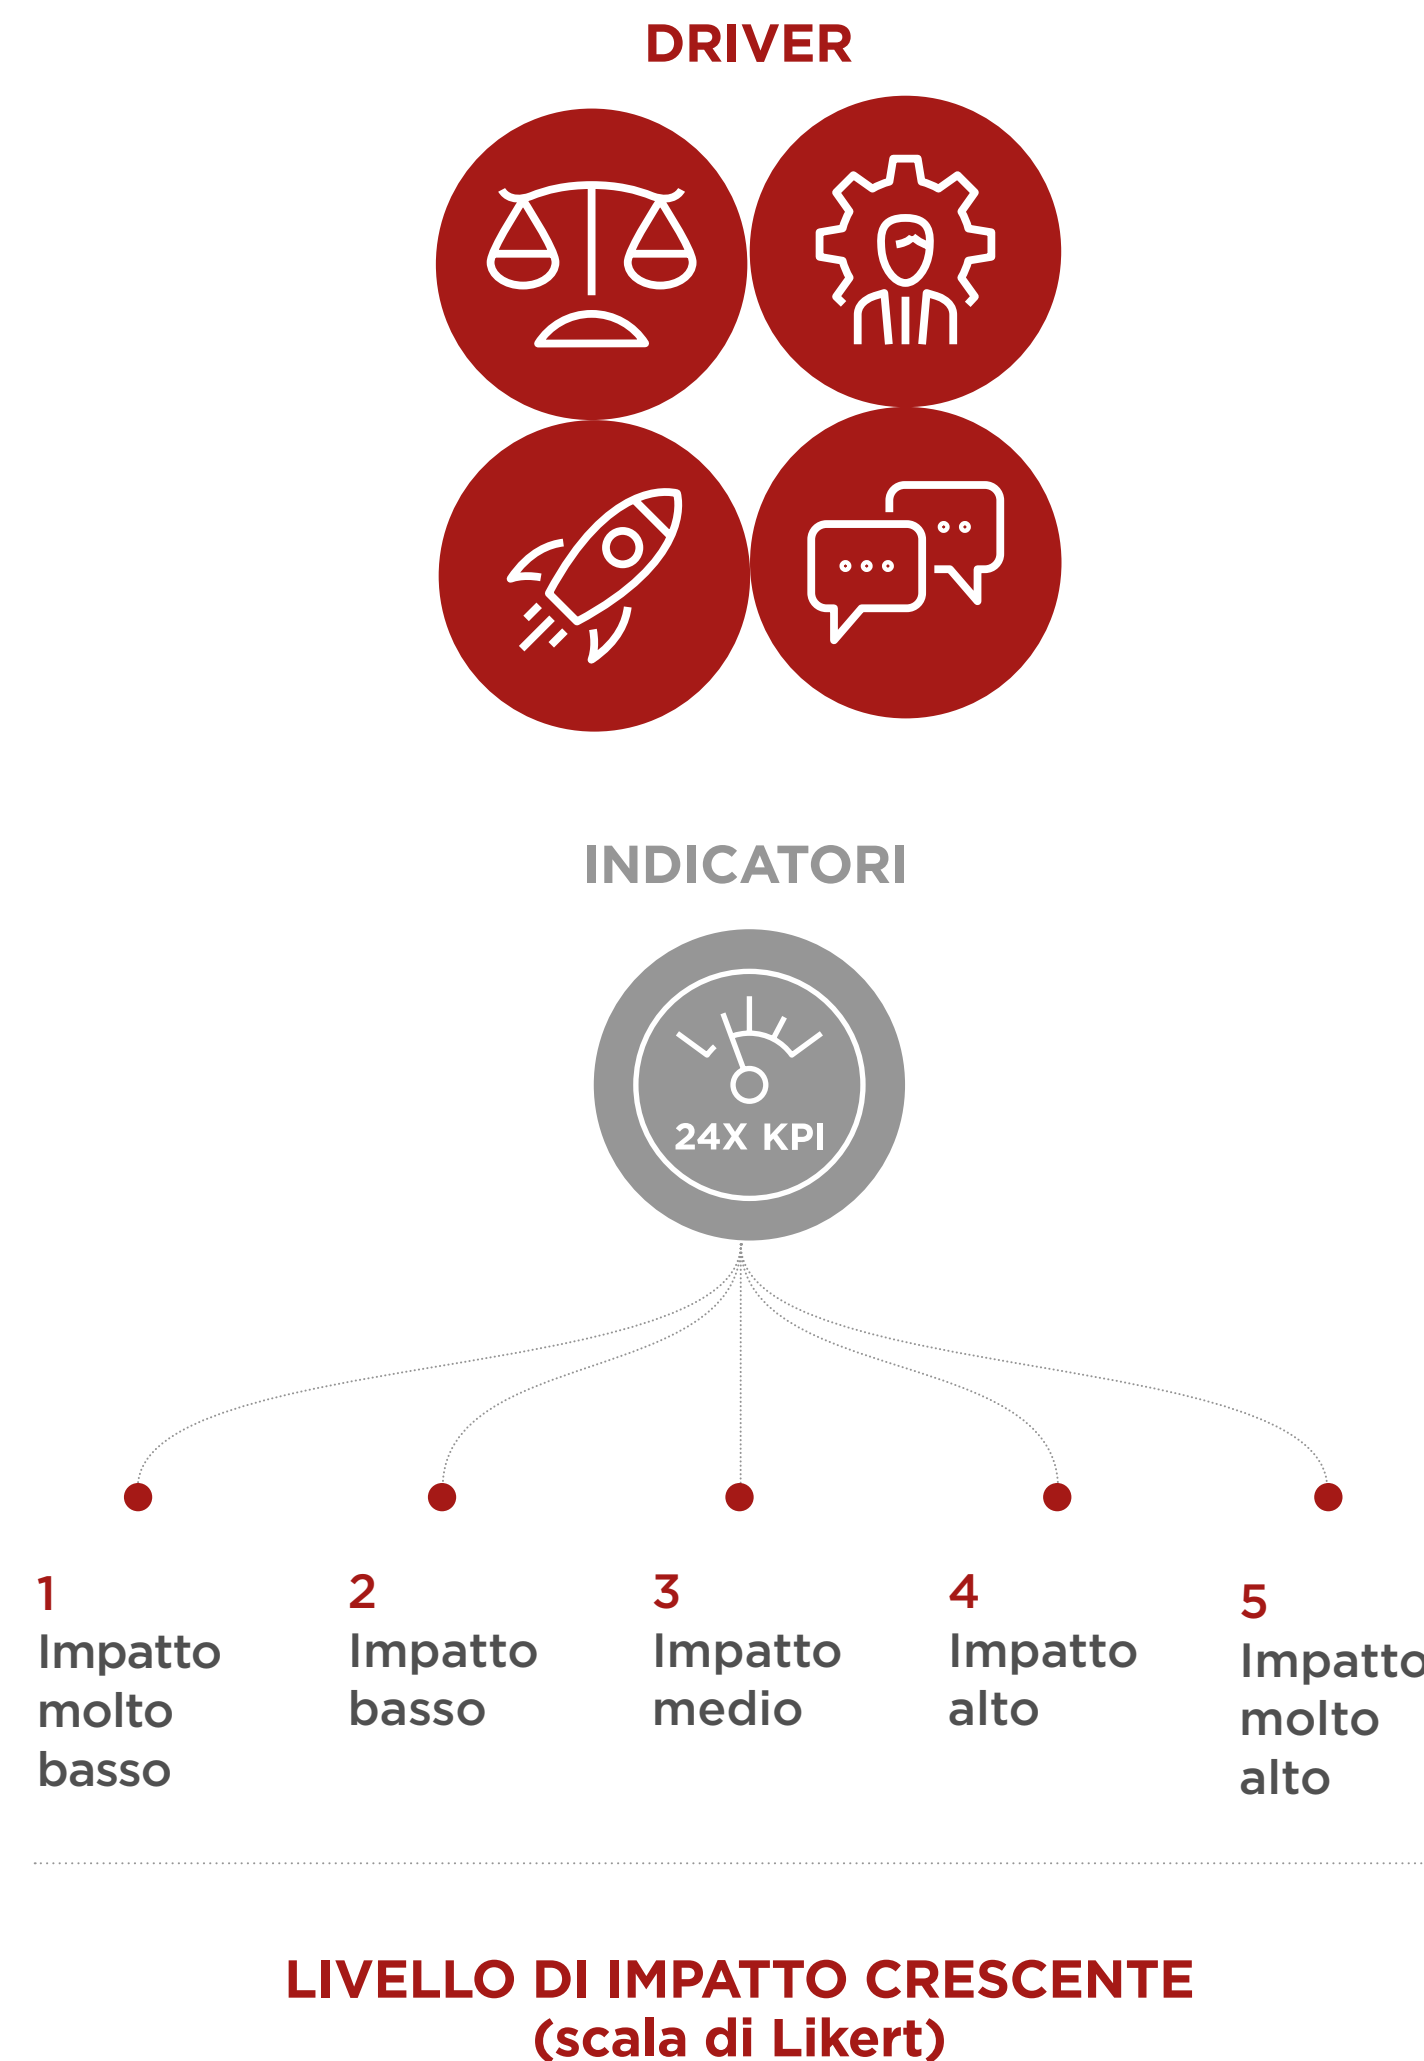 DRIVER
INDICATORI
24X KPI
1
Impatto
molto
basso
2
Impatto
basso
3
Impatto
medio
4
Impatto
alto
5
Impatto
molto
alto
LIVELLO DI IMPATTO CRESCENTE
(scala di Likert)